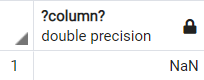 ?column?
double precision
1
NaN